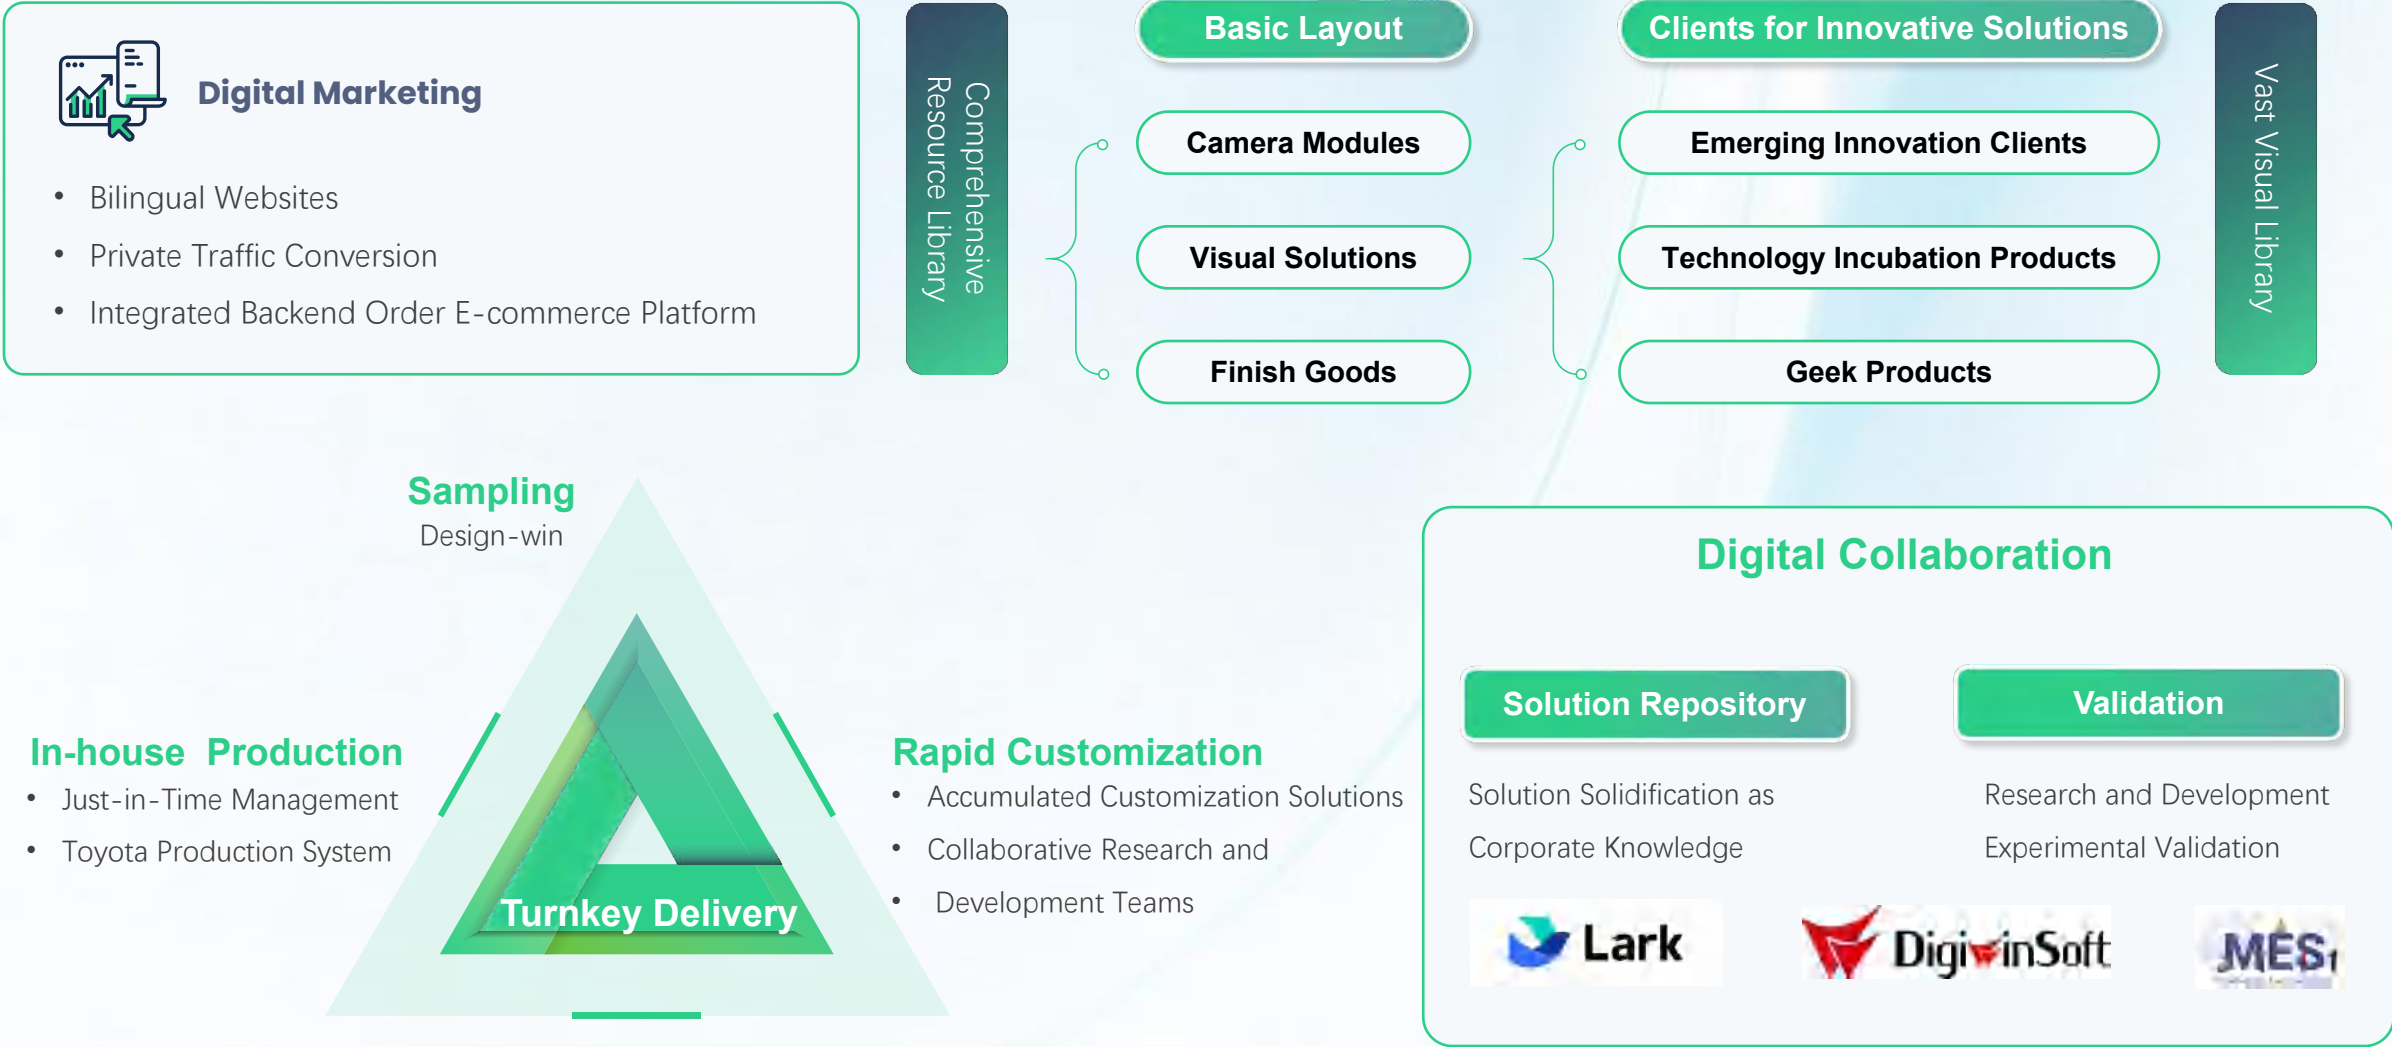 Digital Marketing
• Bilingual Websites
• Private Traffic Conversion
• Integrated Backend Order E-commerce Platform
Comprehensive
Resource Library
Basic Layout
Camera Modules
Visual Solutions
Finish Goods
Clients for Innovative Solutions
Emerging Innovation Clients
Technology Incubation Products
Geek Products
Vast Visual Library
Sampling
Design-win
In-house Production
• Just-in-Time Management
• Toyota Production System
Turnkey Delivery
Rapid Customization
• Accumulated Customization Solutions
• Collaborative Research and
• Development Teams
Digital Collaboration
Solution Repository
Solution Solidification as
Corporate Knowledge
Validation
Research and Development
Experimental Validation
Lark
DigiwinSoft
MES